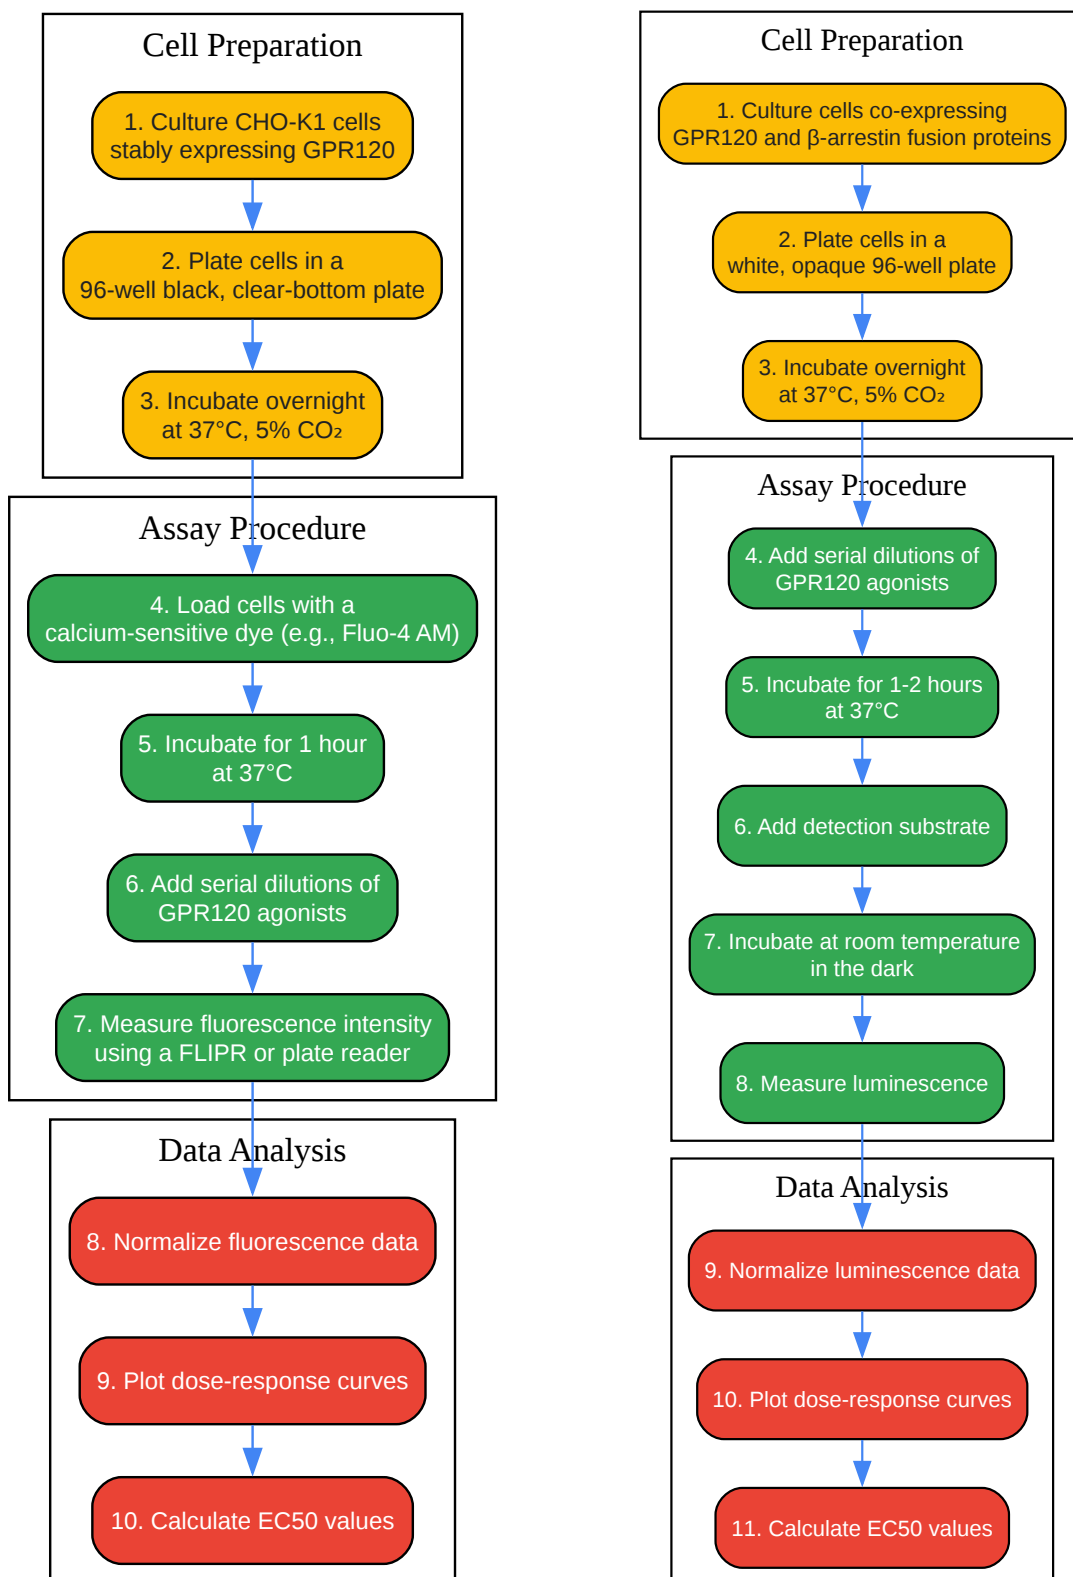 Cell Preparation
1. Culture CHO-K1 cells
stably expressing GPR120
2. Plate cells in a
96-well black, clear-bottom plate
3. Incubate overnight
at 37°C, 5% CO₂
Assay Procedure
4. Load cells with a
calcium-sensitive dye (e.g., Fluo-4 AM)
5. Incubate for 1 hour
at 37°C
6. Add serial dilutions of
GPR120 agonists
7. Measure fluorescence intensity
using a FLIPR or plate reader
Data Analysis
8. Normalize fluorescence data
9. Plot dose-response curves
10. Calculate EC50 values
Cell Preparation
1. Culture cells co-expressing
GPR120 and β-arrestin fusion proteins
2. Plate cells in a
white, opaque 96-well plate
3. Incubate overnight
at 37°C, 5% CO₂
Assay Procedure
4. Add serial dilutions of
GPR120 agonists
5. Incubate for 1-2 hours
at 37°C
6. Add detection substrate
7. Incubate at room temperature
in the dark
8. Measure luminescence
Data Analysis
9. Normalize luminescence data
10. Plot dose-response curves
11. Calculate EC50 values